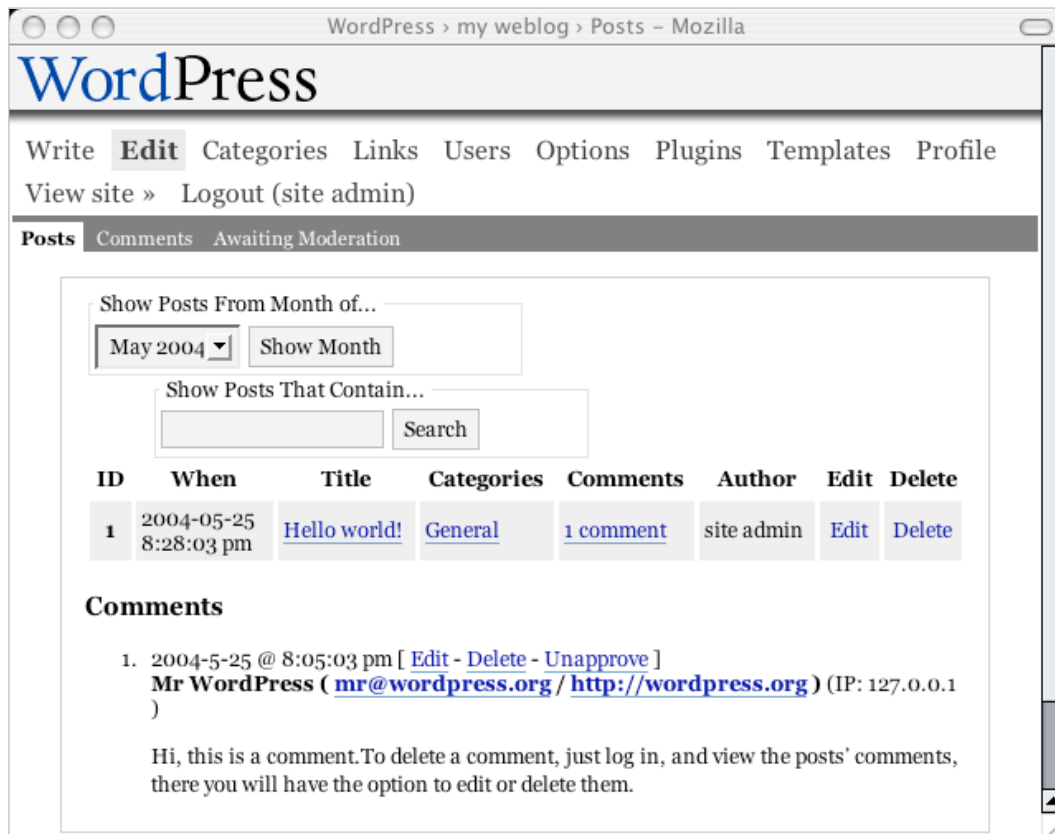 WordPress › my weblog › Posts – Mozilla
WordPress
Write Edit Categories Links Users Options Plugins Templates Profile
View site » Logout (site admin)
Posts Comments Awaiting Moderation
Show Posts From Month of...
May 2004 Show Month
Show Posts That Contain...
Search
ID When Title Categories Comments Author Edit Delete
1 2004-05-25 8:28:03 pm Hello world! General 1 comment site admin Edit Delete
Comments
1. 2004-5-25 @ 8:05:03 pm [ Edit - Delete - Unapprove ]
Mr WordPress ( mr@wordpress.org / http://wordpress.org ) (IP: 127.0.0.1
)
Hi, this is a comment.To delete a comment, just log in, and view the posts' comments,
there you will have the option to edit or delete them.